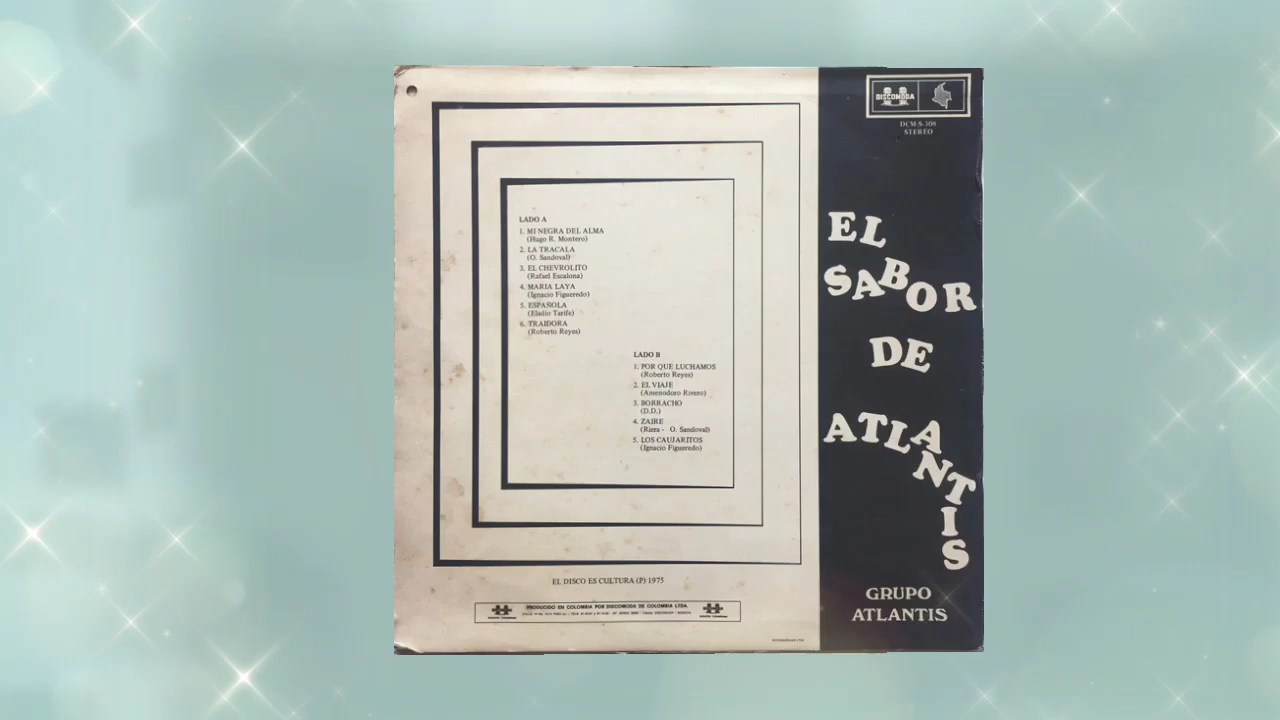 DISCOMODA
DCM-S-308
STEREO
LADO A
1. MI NEGRA DEL ALMA
(Hugo R. Montero)
2. LA TRACALA
(O. Sandoval)
3. EL CHEVROLITO
(Rafael Escalona)
4. MARIA LAYA
(Ignacio Figueredo)
5. ESPAÑOLA
(Eladio Tarife)
6. TRAIDORA
(Roberto Reyes)
LADO B
1. POR QUE LUCHAMOS
(Roberto Reyes)
2. EL VIAJE
(Amenodoro Rivero)
3. BORRACHO
(D.D.)
4. ZAIRE
(Riera - O. Sandoval)
5. LOS CAUJARITOS
(Ignacio Figueredo)
EL DISCO ES CULTURA (P) 1975
PRODUCIDO EN COLOMBIA POR DISCOMODA DE COLOMBIA LTDA.
EL
SABOR
DE
ATLANTIS
GRUPO
ATLANTIS